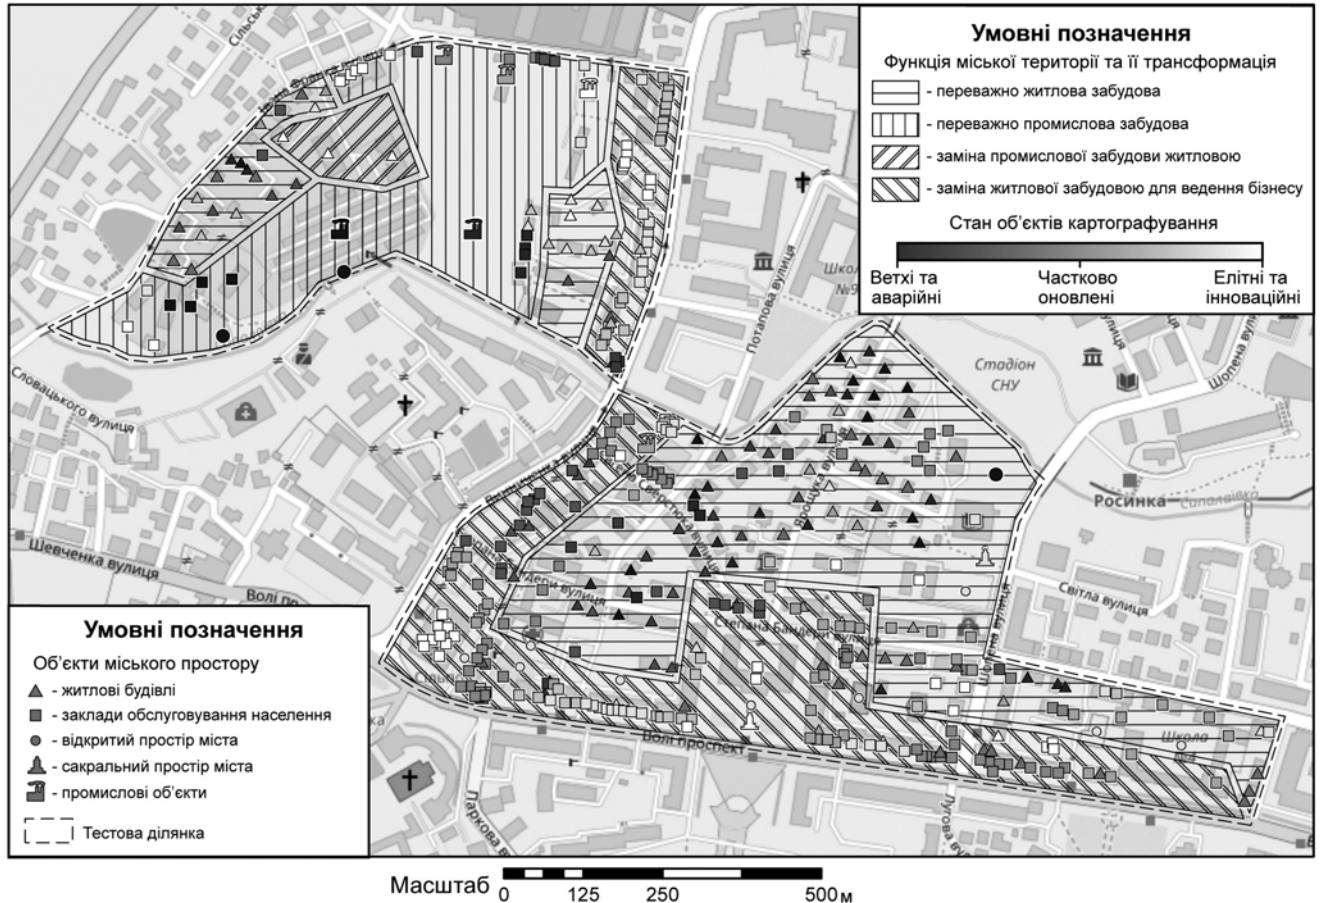 Умовні позначення
Функція міської території та її трансформація
- переважно житлова забудова
- переважно промислова забудова
- заміна промислової забудови житловою
- заміна житлової забудовою для ведення бізнесу
Стан об'єктів картографування
Ветхі та аварійні
Частково оновлені
Елітні та інноваційні
Потапова вулиця
Стадіон
СНУ
Шопена вулиця
Словацького вулиця
Росинка
Сапалаївка
Ярощука вулиця
Шевченка вулиця
Світла вулиця
Степана Бандери вулиця
Шопена вулиця
Волі проспект
Школа
Умовні позначення
Об'єкти міського простору
- житлові будівлі
- заклади обслуговування населення
- відкритий простір міста
- сакральний простір міста
- промислові об'єкти
Тестова ділянка
Масштаб
0 125 250 500 м